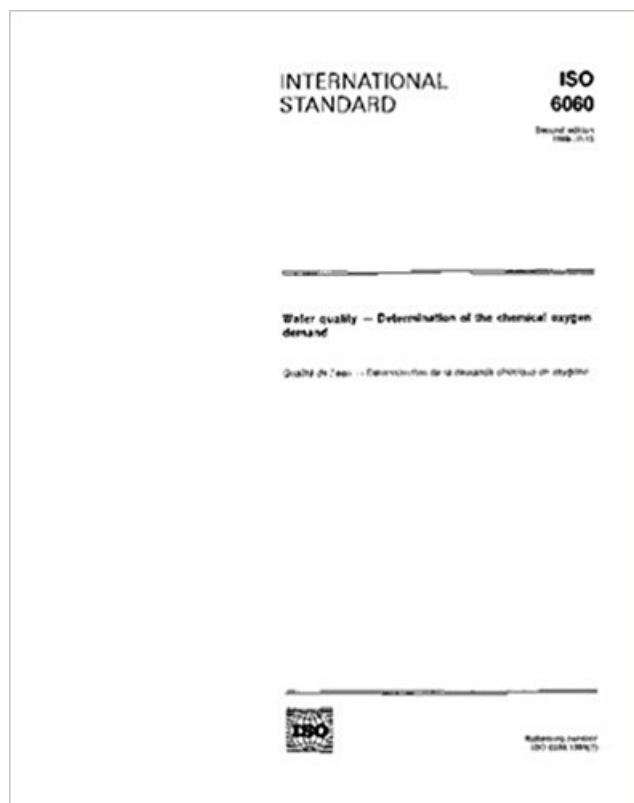 INTERNATIONAL
STANDARD
ISO
6060
Second edition
Water quality — Determination of the chemical oxygen
demand
Qualité de l'eau — Détermination de la demande chimique en oxygène
ISO
Reference number